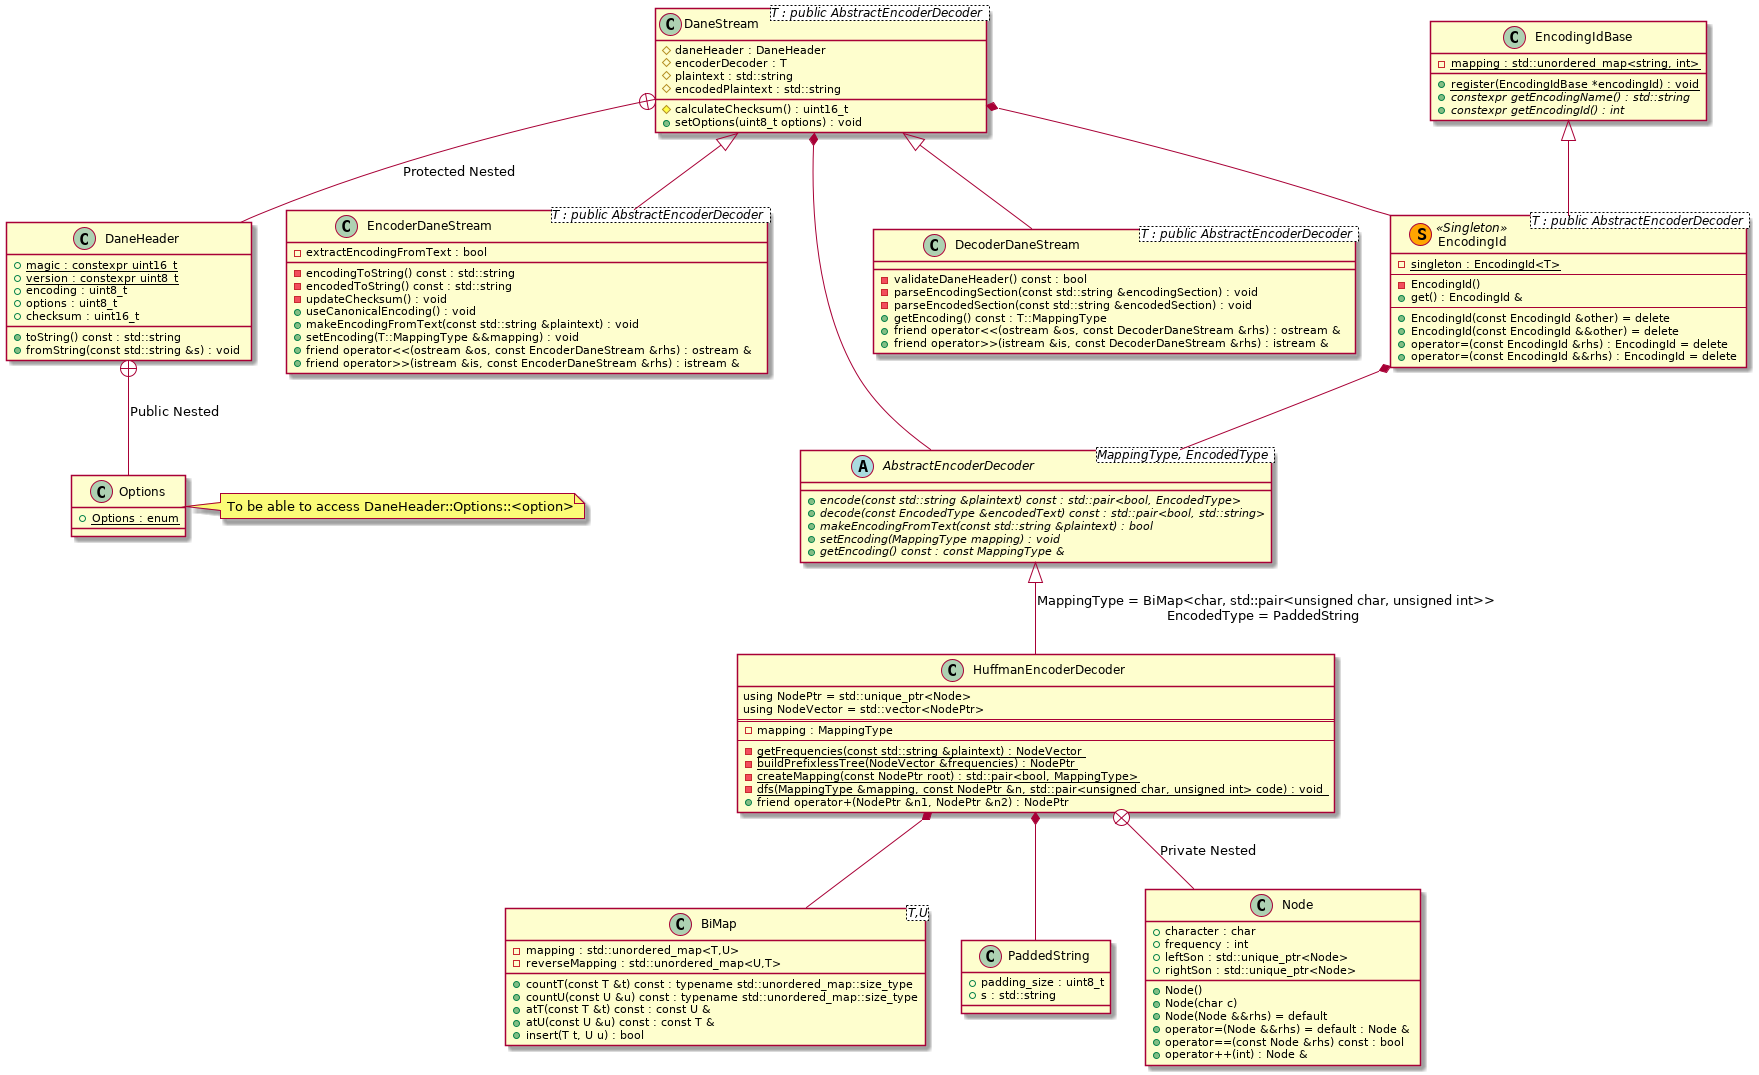 DaneStream
T : public AbstractEncoderDecoder
daneHeader : DaneHeader
encoderDecoder : T
plaintext : std::string
encodedPlaintext : std::string
calculateChecksum() : uint16_t
setOptions(uint8_t options) : void
EncodingIdBase
mapping : std::unordered_map<string, int>
register(EncodingIdBase *encodingId) : void
constexpr getEncodingName() : std::string
constexpr getEncodingId() : int
Protected Nested
DaneHeader
magic : constexpr uint16_t
version : constexpr uint8_t
encoding : uint8_t
options : uint8_t
checksum : uint16_t
toString() const : std::string
fromString(const std::string &s) : void
EncoderDaneStream
T : public AbstractEncoderDecoder
extractEncodingFromText : bool
encodingToString() const : std::string
encodedToString() const : std::string
updateChecksum() : void
useCanonicalEncoding() : void
makeEncodingFromText(const std::string &plaintext) : void
setEncoding(T::MappingType &&mapping) : void
friend operator<<(ostream &os, const EncoderDaneStream &rhs) : ostream &
friend operator>>(istream &is, const EncoderDaneStream &rhs) : istream &
DecoderDaneStream
T : public AbstractEncoderDecoder
validateDaneHeader() const : bool
parseEncodingSection(const std::string &encodingSection) : void
parseEncodedSection(const std::string &encodedSection) : void
getEncoding() const : T::MappingType
friend operator<<(ostream &os, const DecoderDaneStream &rhs) : ostream &
friend operator>>(istream &is, const DecoderDaneStream &rhs) : istream &
S
«Singleton»
EncodingId
T : public AbstractEncoderDecoder
singleton : EncodingId<T>
EncodingId()
get() : EncodingId &
EncodingId(const EncodingId &other) = delete
EncodingId(const EncodingId &&other) = delete
operator=(const EncodingId &rhs) : EncodingId = delete
operator=(const EncodingId &&rhs) : EncodingId = delete
Public Nested
C
Options
Options : enum
To be able to access DaneHeader::Options::<option>
A
AbstractEncoderDecoder
MappingType, EncodedType
encode(const std::string &plaintext) const : std::pair<bool, EncodedType>
decode(const EncodedType &encodedText) const : std::pair<bool, std::string>
makeEncodingFromText(const std::string &plaintext) : bool
setEncoding(MappingType mapping) : void
getEncoding() const : const MappingType &
MappingType = BiMap<char, std::pair<unsigned char, unsigned int>>
EncodedType = PaddedString
C
HuffmanEncoderDecoder
using NodePtr = std::unique_ptr<Node>
using NodeVector = std::vector<NodePtr>
mapping : MappingType
getFrequencies(const std::string &plaintext) : NodeVector
buildPrefixlessTree(NodeVector &frequencies) : NodePtr
createMapping(const NodePtr root) : std::pair<bool, MappingType>
dfs(MappingType &mapping, const NodePtr &n, std::pair<unsigned char, unsigned int> code) : void
friend operator+(NodePtr &n1, NodePtr &n2) : NodePtr
Private Nested
C
BiMap
T,U
mapping : std::unordered_map<T,U>
reverseMapping : std::unordered_map<U,T>
countT(const T &t) const : typename std::unordered_map::size_type
countU(const U &u) const : typename std::unordered_map::size_type
atT(const T &t) const : const U &
atU(const U &u) const : const T &
insert(T t, U u) : bool
C
PaddedString
padding_size : uint8_t
s : std::string
C
Node
character : char
frequency : int
leftSon : std::unique_ptr<Node>
rightSon : std::unique_ptr<Node>
Node()
Node(char c)
Node(Node &&rhs) = default
operator=(Node &&rhs) = default : Node &
operator==(const Node &rhs) const : bool
operator++(int) : Node &